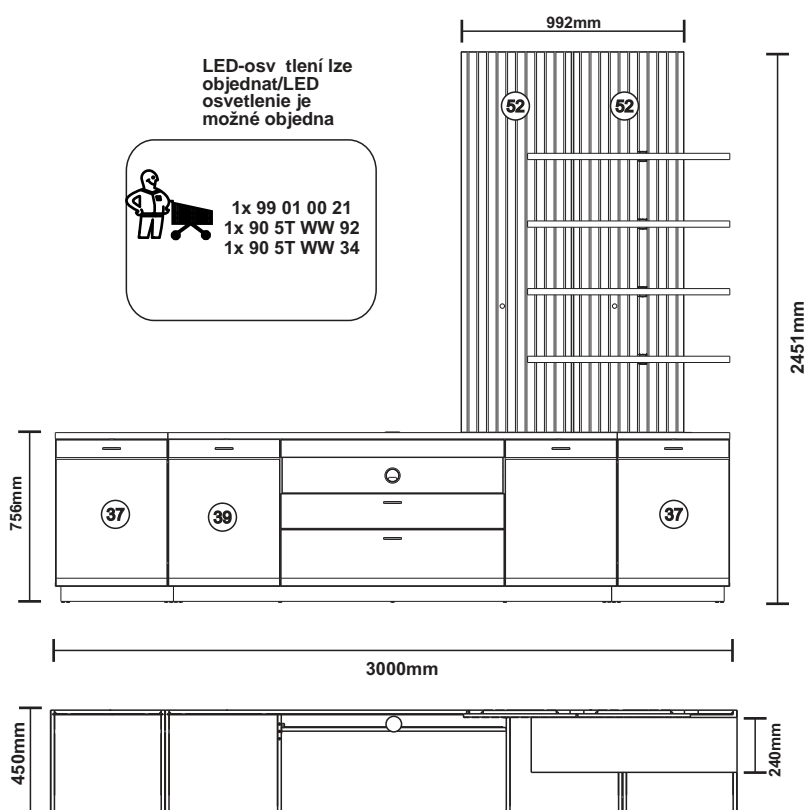 992mm
LED-osv tlení lze
objednat/LED
osvetlenie je
možné objedna
1x 99 01 00 21
1x 90 5T WW 92
1x 90 5T WW 34
52
52
2451mm
756mm
37
39
37
3000mm
450mm
240mm